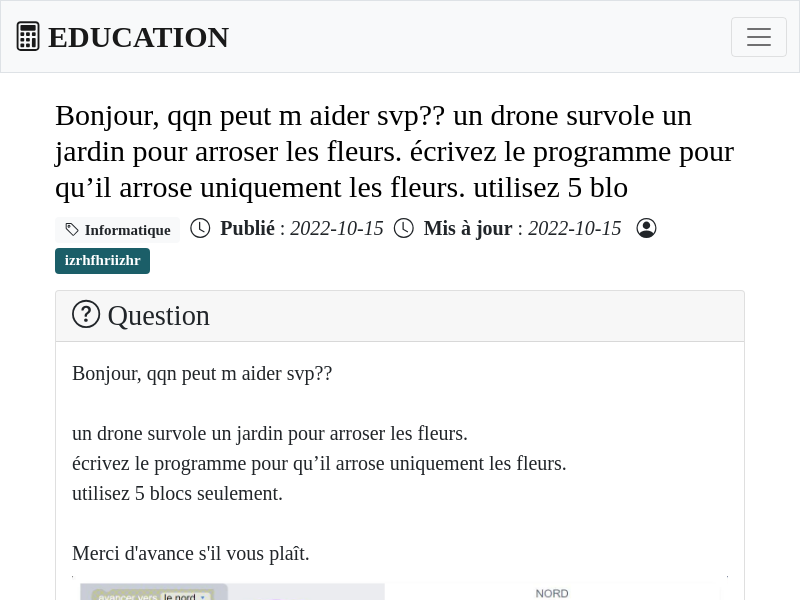 EDUCATION
Bonjour, qqn peut m aider svp?? un drone survole un
jardin pour arroser les fleurs. écrivez le programme pour
qu’il arrose uniquement les fleurs. utilisez 5 blo
Informatique Publié : 2022-10-15 Mis à jour : 2022-10-15
izrhfhriizhr
Question
Bonjour, qqn peut m aider svp??
un drone survole un jardin pour arroser les fleurs.
écrivez le programme pour qu’il arrose uniquement les fleurs.
utilisez 5 blocs seulement.
Merci d'avance s'il vous plaît.
NORD
avancer vers le nord